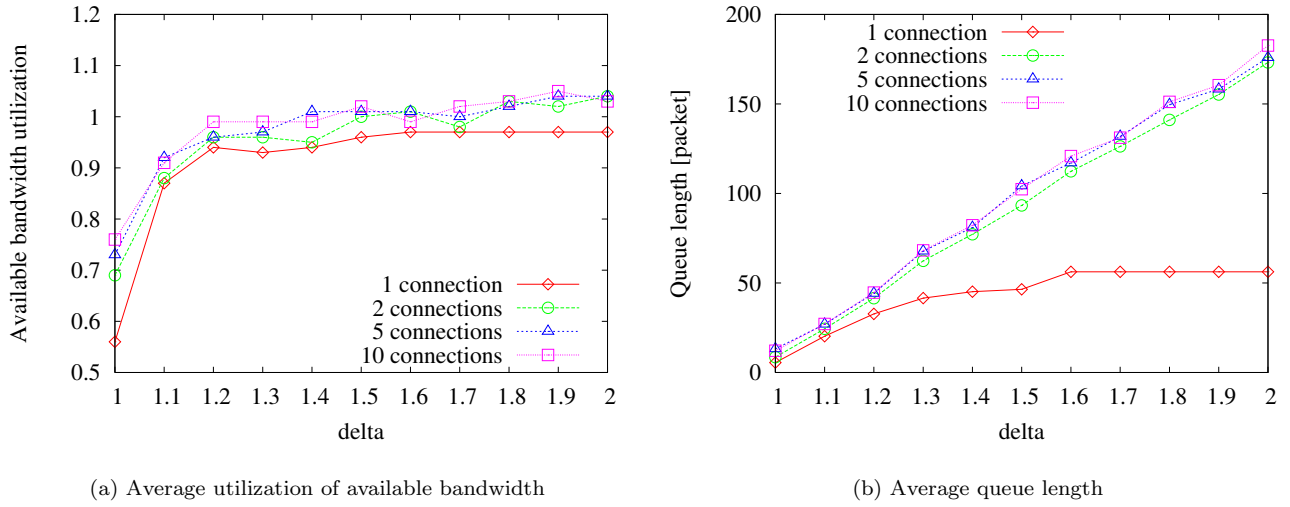 1.2
1.1
1
0.9
0.8
0.7
0.6
0.5
Available bandwidth utilization
1 connection
2 connections
5 connections
10 connections
1 1.1 1.2 1.3 1.4 1.5 1.6 1.7 1.8 1.9 2
delta
(a) Average utilization of available bandwidth
200
150
100
50
0
Queue length [packet]
1 connection
2 connections
5 connections
10 connections
1 1.1 1.2 1.3 1.4 1.5 1.6 1.7 1.8 1.9 2
delta
(b) Average queue length